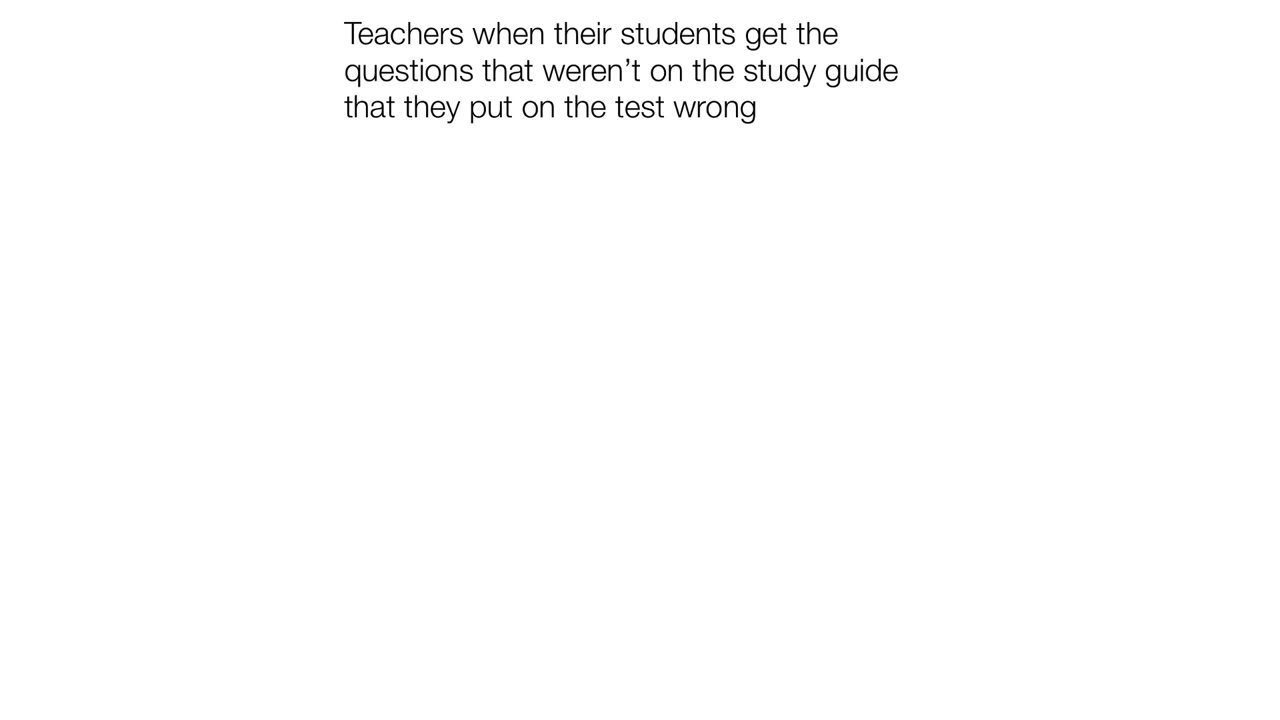 Teachers when their students get the
questions that weren’t on the study guide
that they put on the test wrong